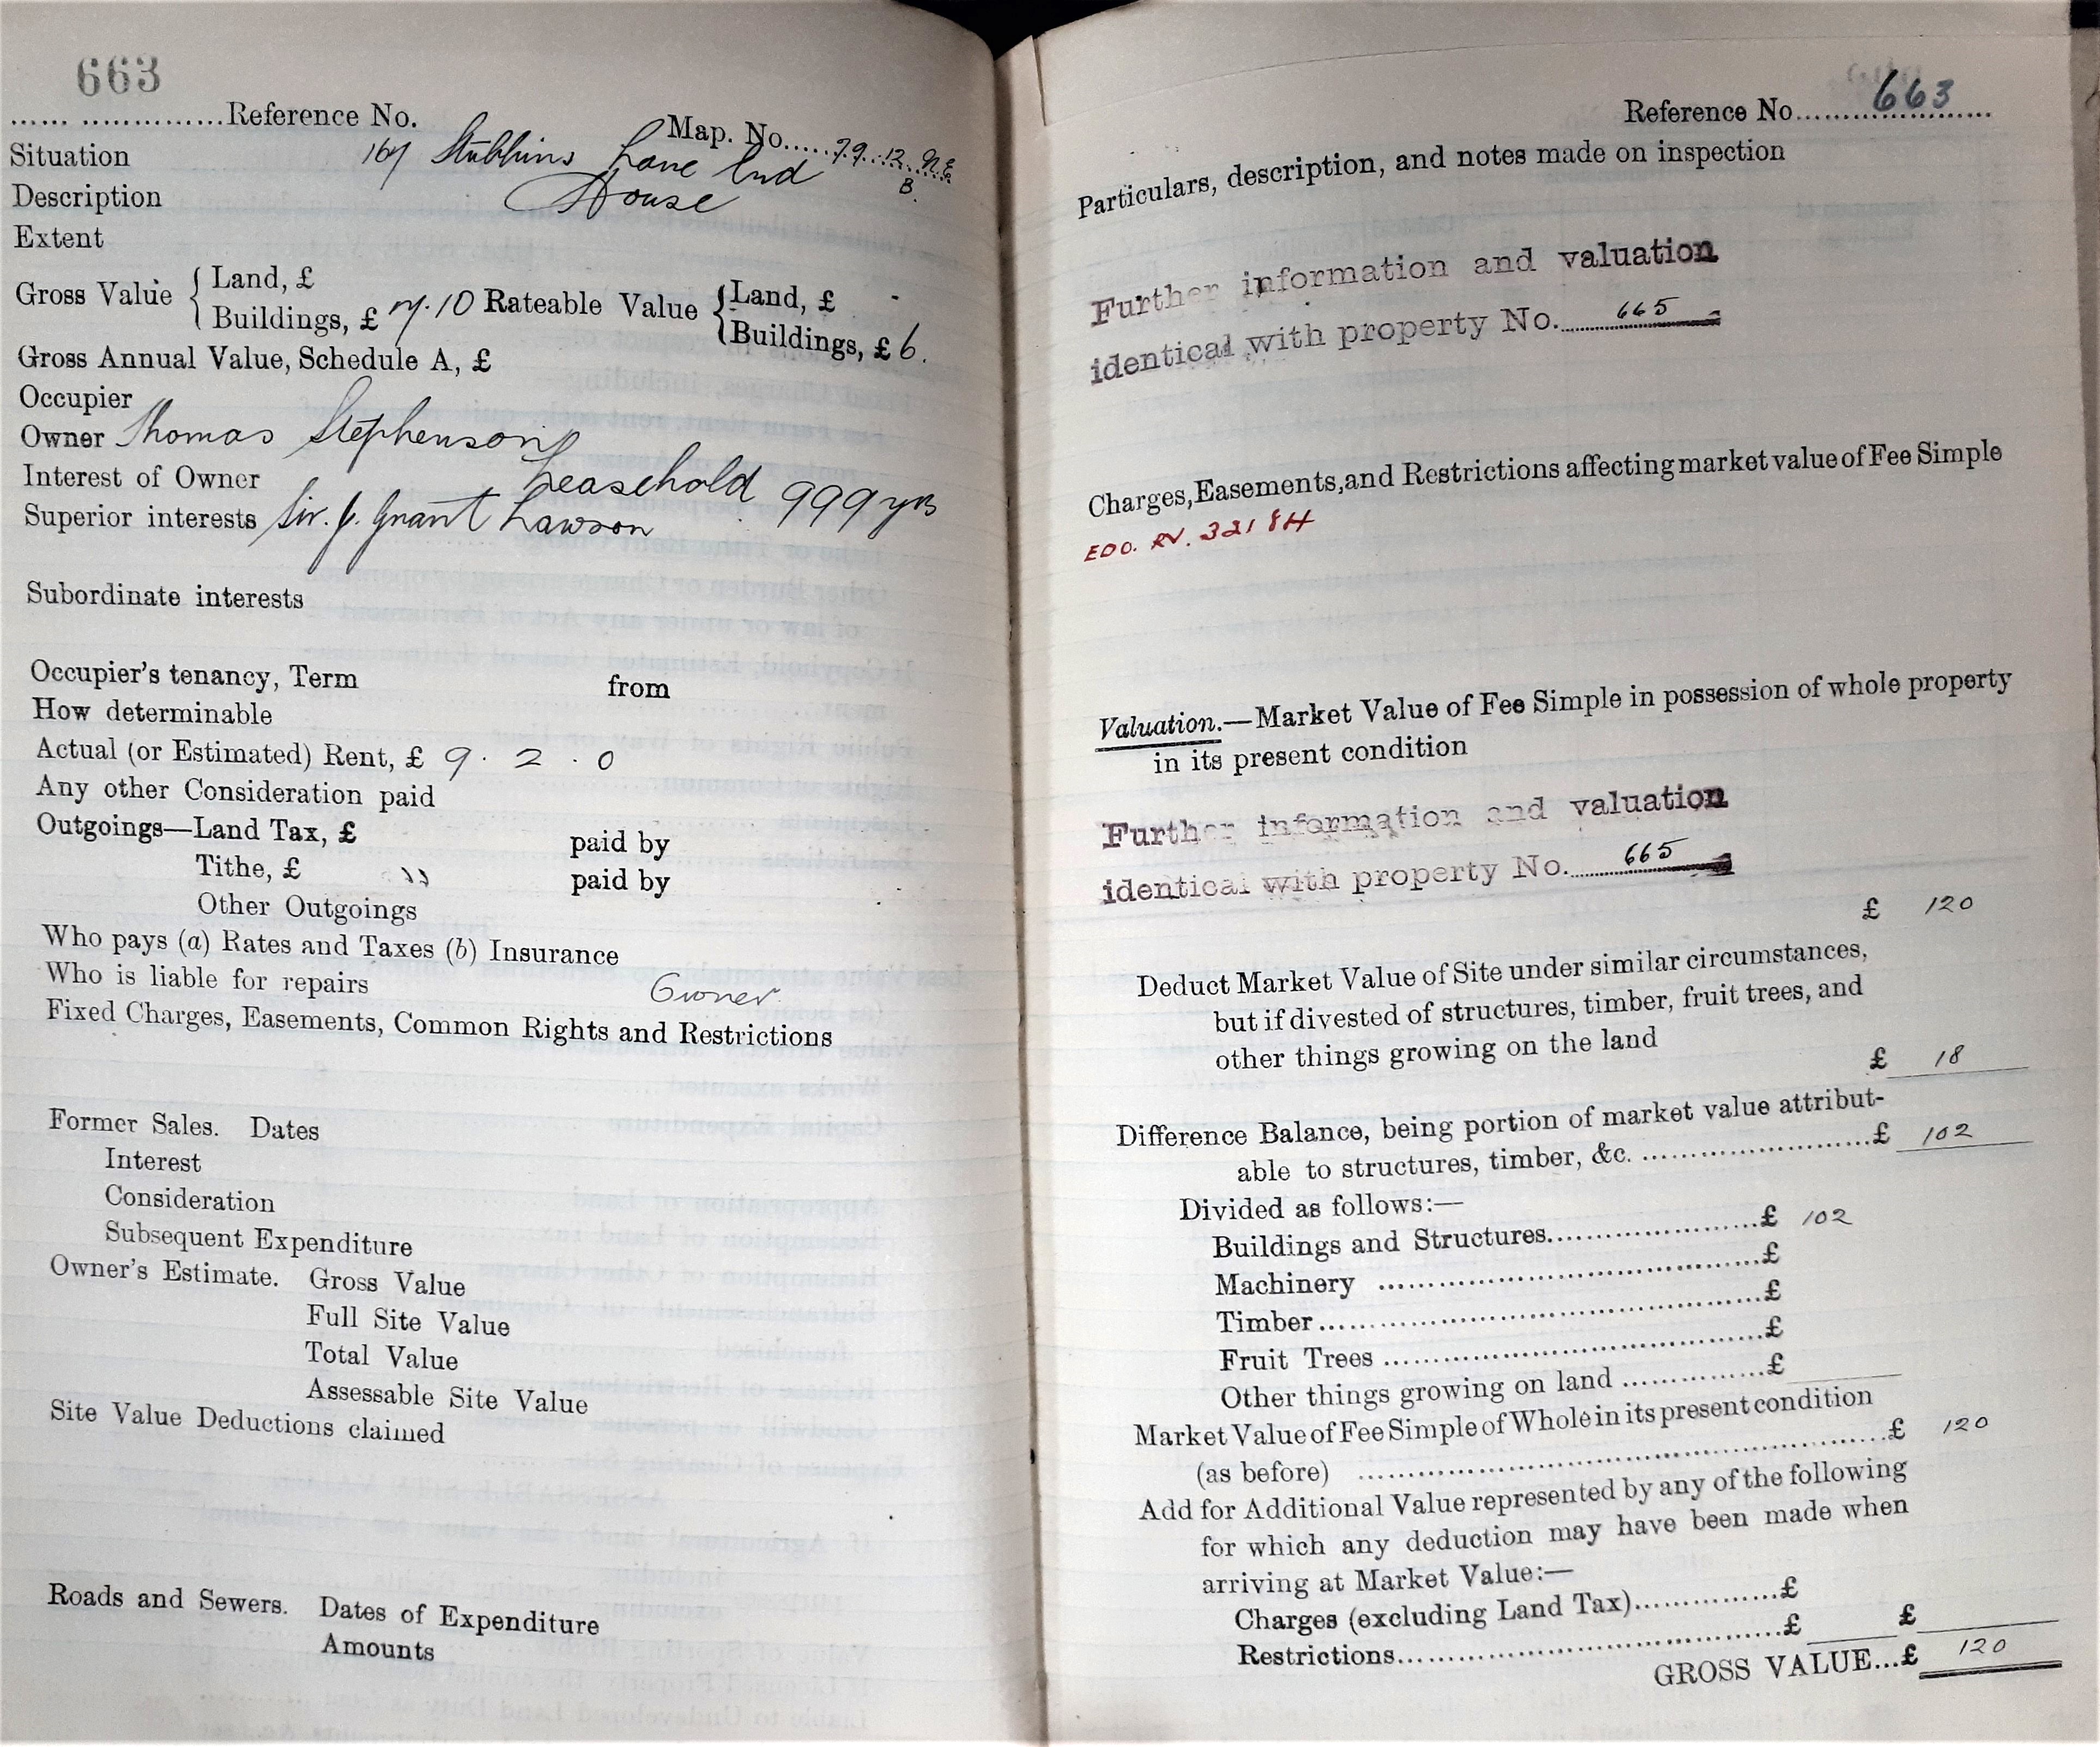 663
...... ...............Reference No.
Map. No..... 79.12. N.E
B.
Situation 164 Stubbins Lane End
Description House
Extent
Gross Value { Land, £
Buildings, £ 7.10 Rateable Value { Land, £
Buildings, £ 6.
Gross Annual Value, Schedule A, £
Occupier
Owner Thomas Stephenson
Interest of Owner Leasehold 999 yrs
Superior interests Sir. J. Grant Lawson
Subordinate interests
Occupier's tenancy, Term from
How determinable
Actual (or Estimated) Rent, £ 9 . 2 . 0
Any other Consideration paid
Outgoings—Land Tax, £ paid by
Tithe, £ ,, paid by
Other Outgoings
Who pays (a) Rates and Taxes (b) Insurance
Who is liable for repairs Owner
Fixed Charges, Easements, Common Rights and Restrictions
Former Sales. Dates
Interest
Consideration
Subsequent Expenditure
Owner's Estimate. Gross Value
Full Site Value
Total Value
Assessable Site Value
Site Value Deductions claimed
Roads and Sewers. Dates of Expenditure
Amounts
Reference No. 663
Particulars, description, and notes made on inspection
Further information and valuation
identical with property No. 665
Charges, Easements, and Restrictions affecting market value of Fee Simple
EDO. RV. 321 8H
Valuation.—Market Value of Fee Simple in possession of whole property
in its present condition
Further information and valuation
identical with property No. 665
£ 120
Deduct Market Value of Site under similar circumstances,
but if divested of structures, timber, fruit trees, and
other things growing on the land
£ 18
Difference Balance, being portion of market value attribut-
able to structures, timber, &c. ........................£ 102
Divided as follows:—
Buildings and Structures......................£ 102
Machinery .......................................£
Timber.............................................£
Fruit Trees .......................................£
Other things growing on land ...............£
Market Value of Fee Simple of Whole in its present condition
(as before) ........................................................£ 120
Add for Additional Value represented by any of the following
for which any deduction may have been made when
arriving at Market Value:—
Charges (excluding Land Tax)................£
Restrictions.........................................£ £
GROSS VALUE...£ 120